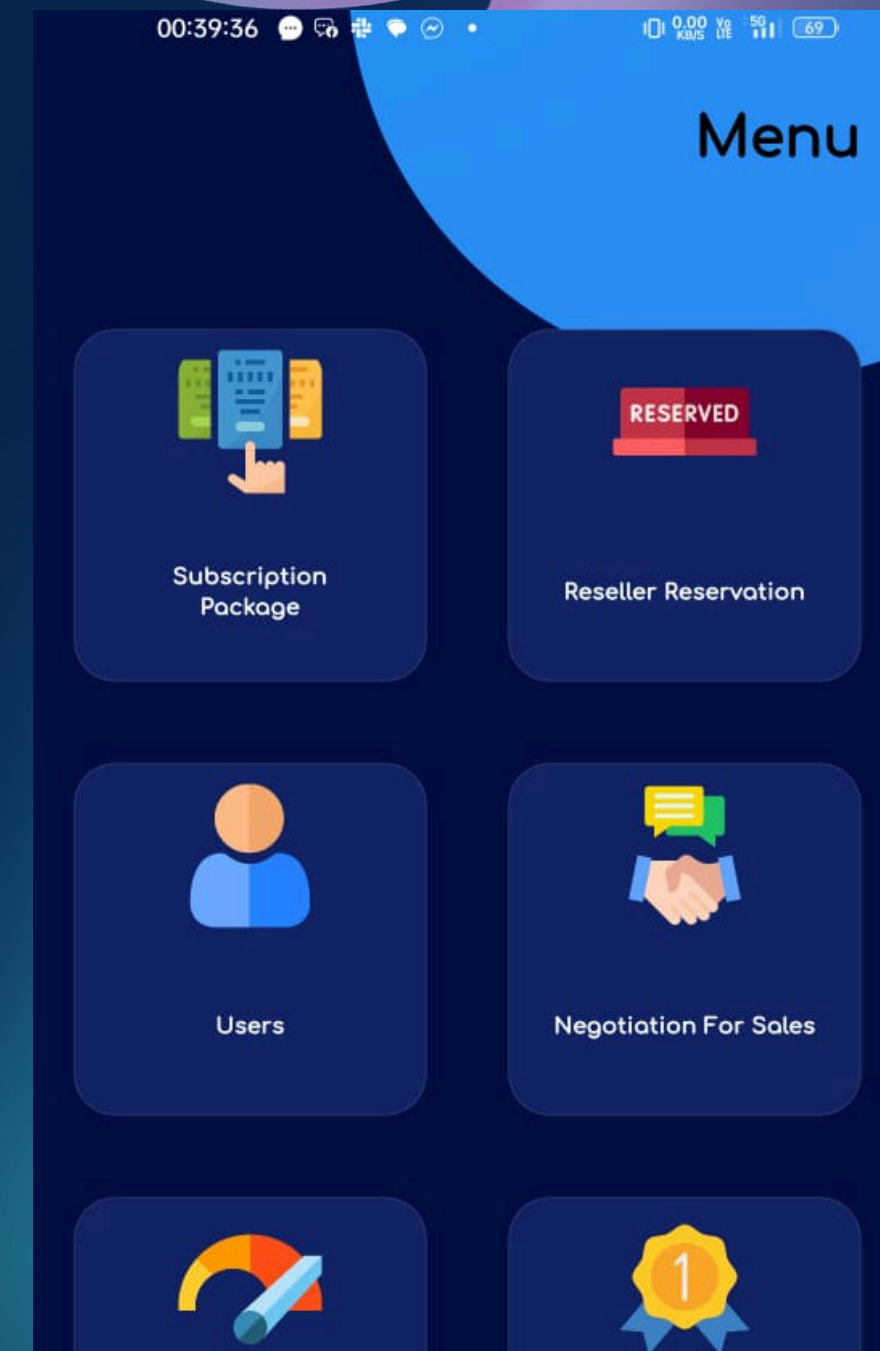 00:39:36
0.00 KB/S Vo LTE 5G 69
Menu
RESERVED
Subscription
Package
Reseller Reservation
Users
Negotiation For Sales
1